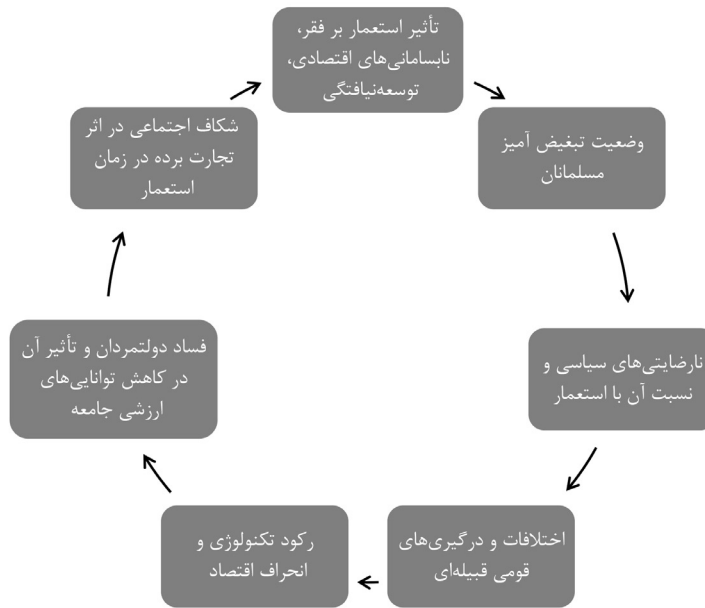 تأثیر استعمار بر فقر،
نابسامانی‌های اقتصادی،
توسعه‌نیافتگی
وضعیت تبغیض آمیز
مسلمانان
نارضایتی‌های سیاسی و
نسبت آن با استعمار
اختلافات و درگیری‌های
قومی قبیله‌ای
رکود تکنولوژی و
انحراف اقتصاد
فساد دولتمردان و تأثیر آن
در کاهش توانایی‌های
ارزشی جامعه
شکاف اجتماعی در اثر
تجارت برده در زمان
استعمار